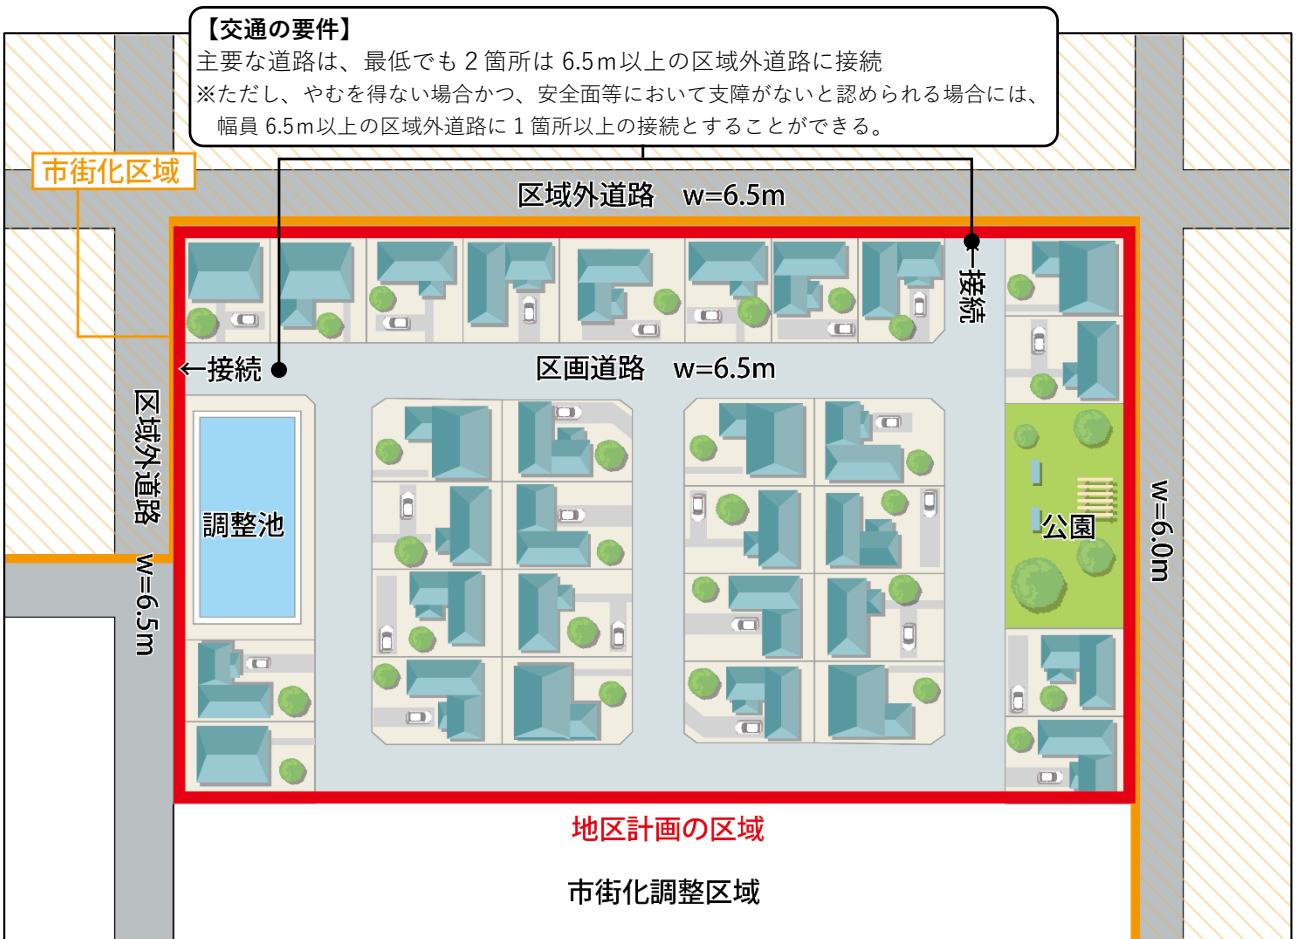 【交通の要件】
主要な道路は、最低でも２箇所は 6.5ｍ以上の区域外道路に接続
※ただし、やむを得ない場合かつ、安全面等において支障がないと認められる場合には、
幅員 6.5ｍ以上の区域外道路に１箇所以上の接続とすることができる。
市街化区域
区域外道路　w=6.5m
←接続
←接続
区画道路　w=6.5m
区域外道路　w=6.5m
調整池
公園
w=6.0m
地区計画の区域
市街化調整区域